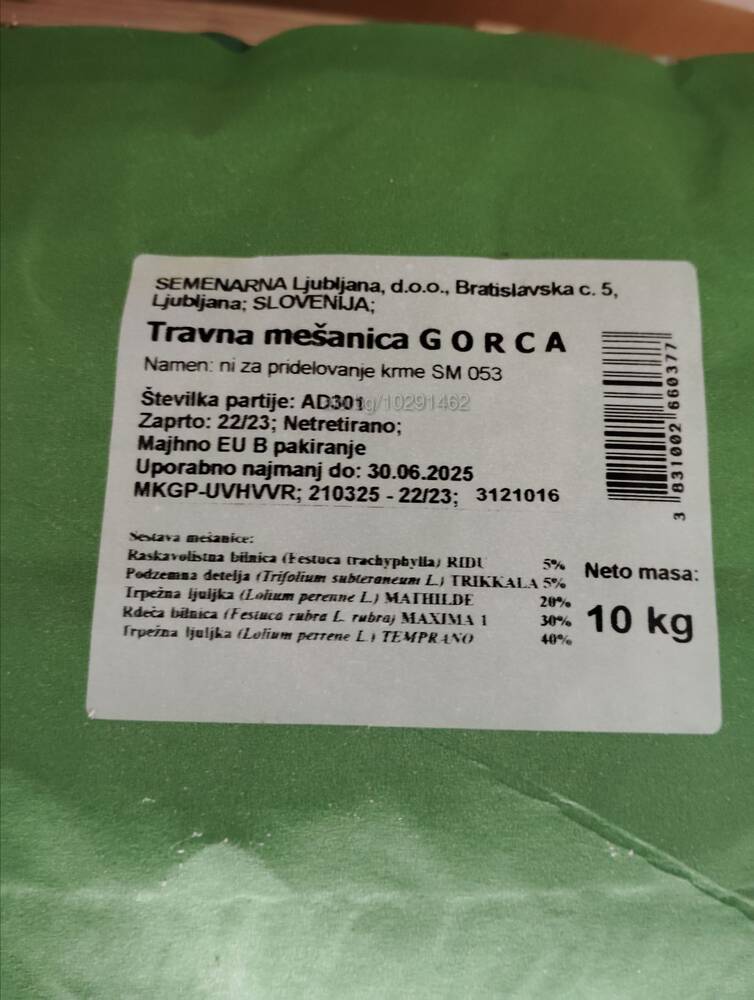 SEMENARNA Ljubljana, d.o.o., Bratislavska c. 5,
Ljubljana; SLOVENIJA;
Travna mešanica G O R C A
Namen: ni za pridelovanje krme SM 053
Številka partije: AD301
g/10291462
Zaprto: 22/23; Netretirano;
Majhno EU B pakiranje
Uporabno najmanj do: 30.06.2025
MKGP-UVHVVR; 210325 - 22/23; 3121016
Sestava mešanice:
Raskavolistna bilnica (Festuca trachyphylla) RIDU 5%
Podzemna detelja (Trifolium subteraneum L.) TRIKKALA 5%
Trpežna ljuljka (Lolium perenne L.) MATHILDE 20%
Rdeča bilnica (Festuca rubra L. rubra) MAXIMA 1 30%
Trpežna ljuljka (Lolium perrene L.) TEMPRANO 40%
Neto masa:
10 kg
3 831002 660377